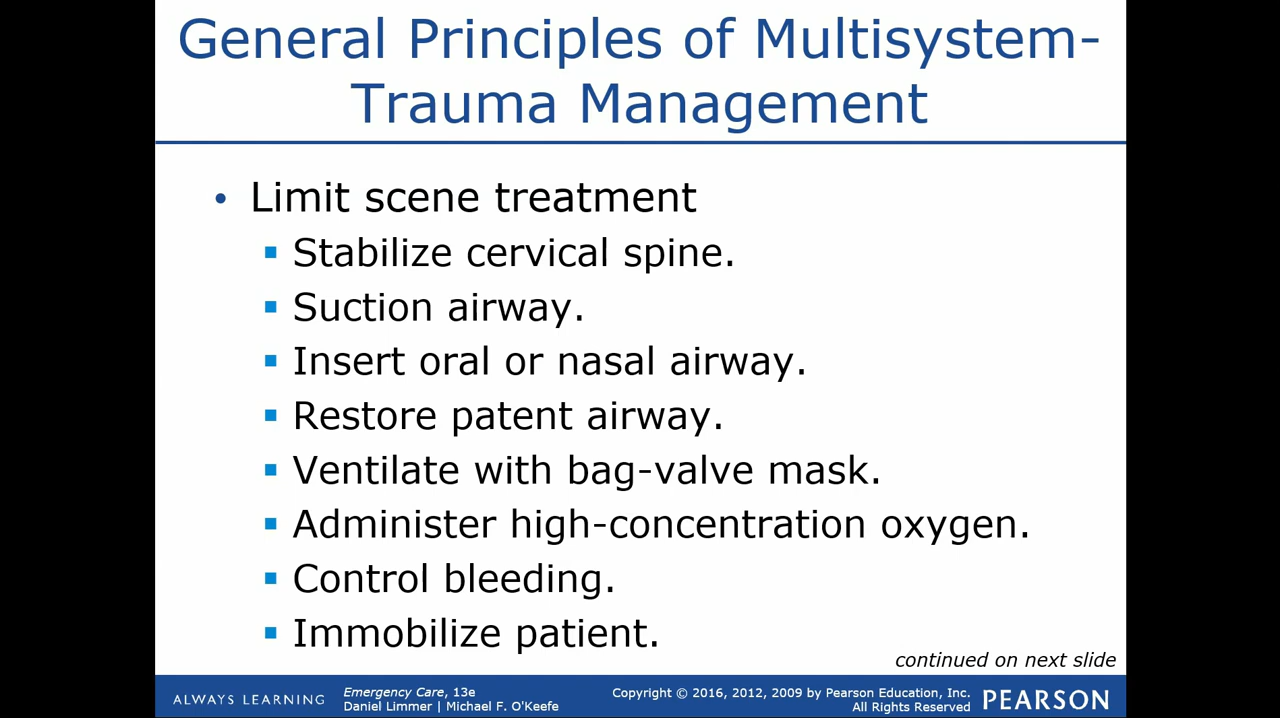 General Principles of Multisystem-
Trauma Management
• Limit scene treatment
▪ Stabilize cervical spine.
▪ Suction airway.
▪ Insert oral or nasal airway.
▪ Restore patent airway.
▪ Ventilate with bag-valve mask.
▪ Administer high-concentration oxygen.
▪ Control bleeding.
▪ Immobilize patient.
continued on next slide
ALWAYS LEARNING
Emergency Care, 13e
Daniel Limmer | Michael F. O'Keefe
Copyright © 2016, 2012, 2009 by Pearson Education, Inc.
All Rights Reserved
PEARSON